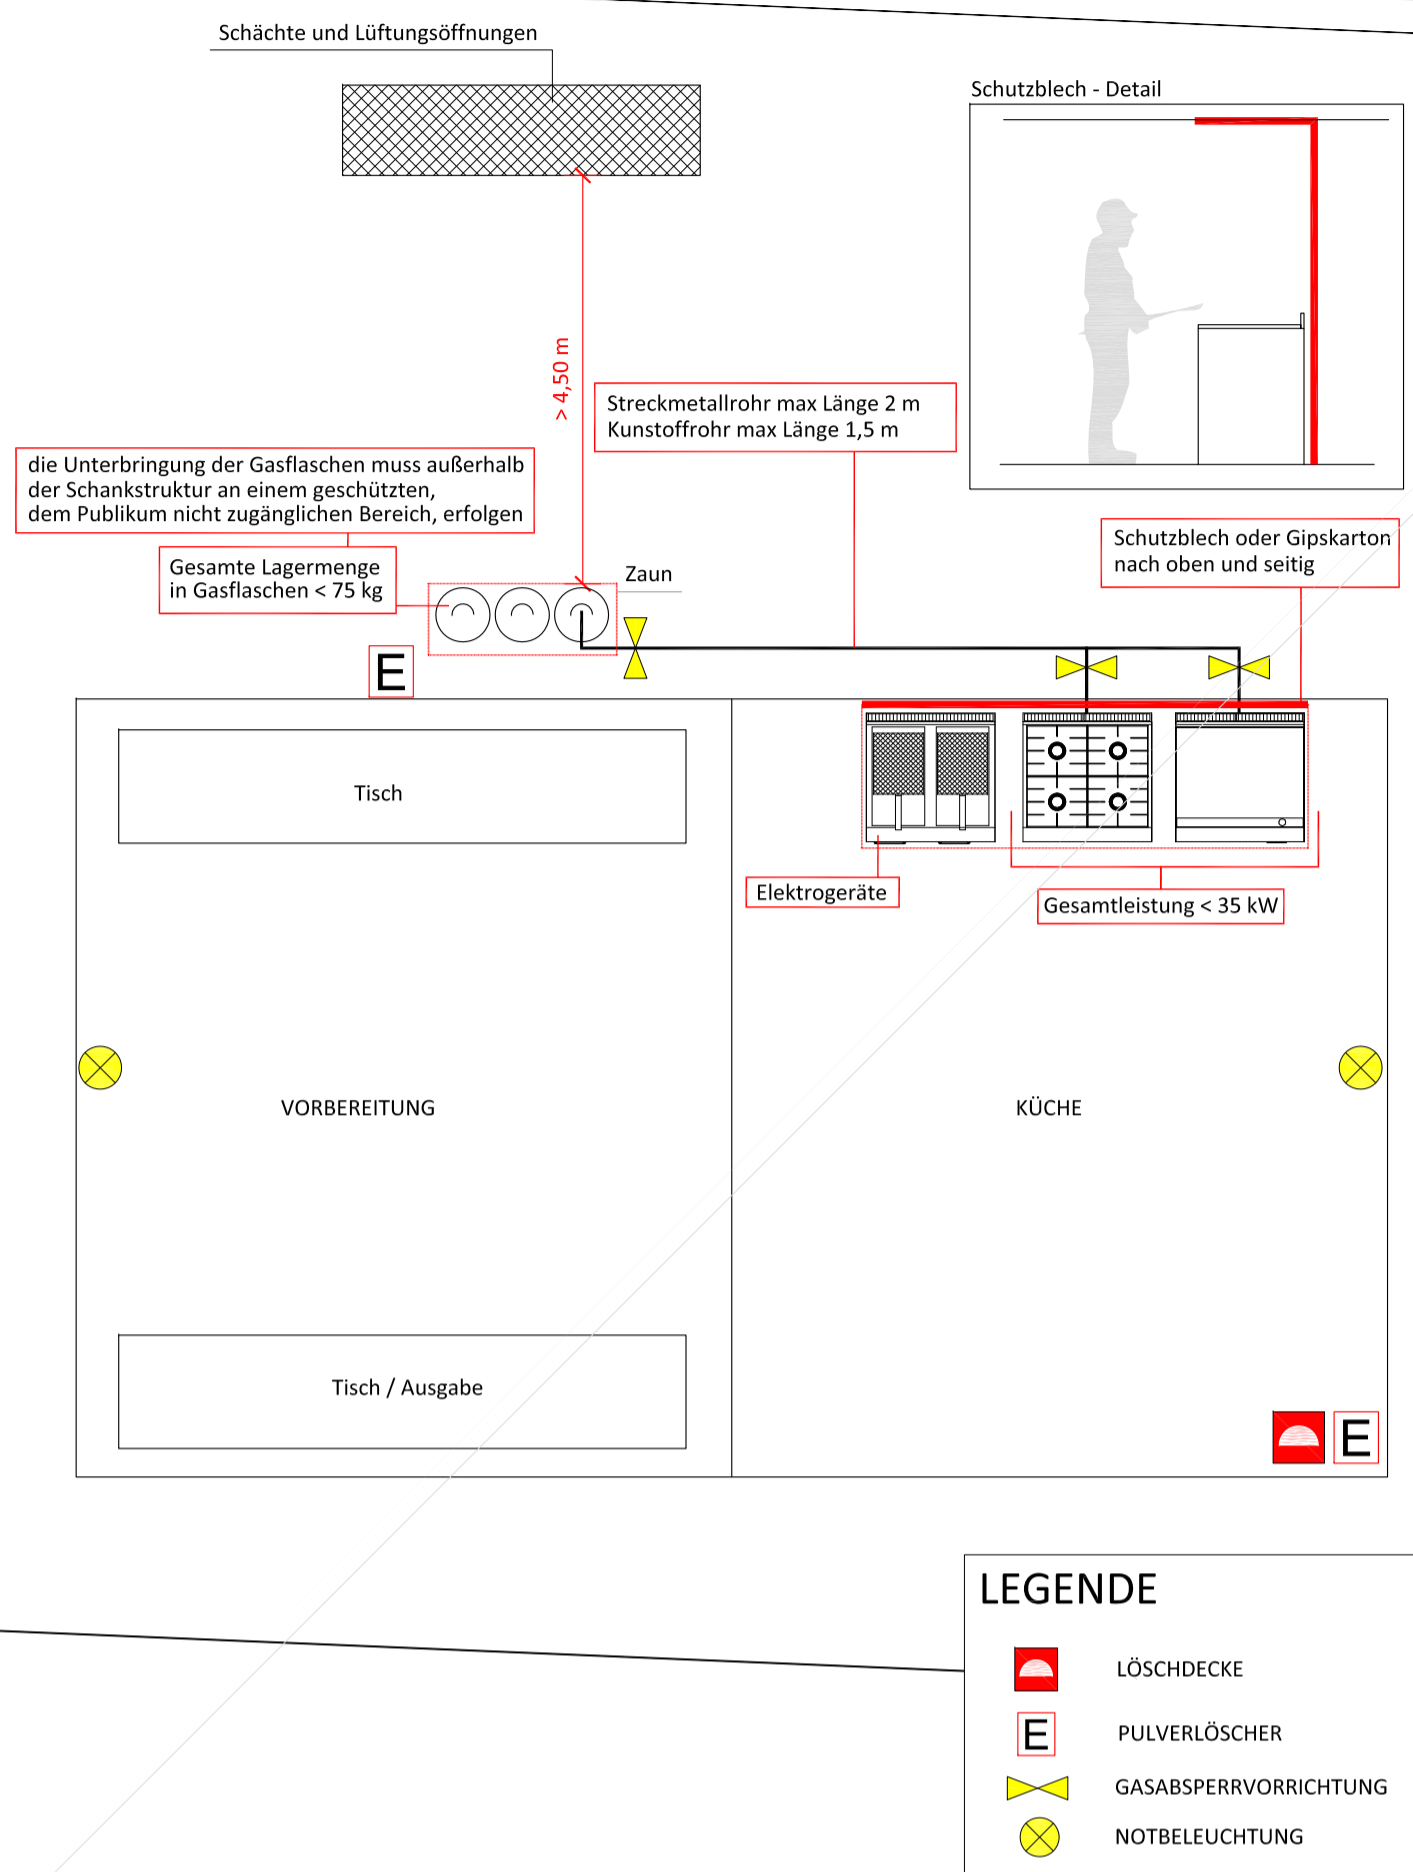 Schächte und Lüftungsöffnungen
Schutzblech - Detail
> 4,50 m
Streckmetallrohr max Länge 2 m
Kunstoffrohr max Länge 1,5 m
die Unterbringung der Gasflaschen muss außerhalb
der Schankstruktur an einem geschützten,
dem Publikum nicht zugänglichen Bereich, erfolgen
Gesamte Lagermenge
in Gasflaschen < 75 kg
Zaun
Schutzblech oder Gipskarton
nach oben und seitig
E
Tisch
Elektrogeräte
Gesamtleistung < 35 kW
VORBEREITUNG
KÜCHE
Tisch / Ausgabe
E
LEGENDE
LÖSCHDECKE
E PULVERLÖSCHER
GASABSPERRVORRICHTUNG
NOTBELEUCHTUNG